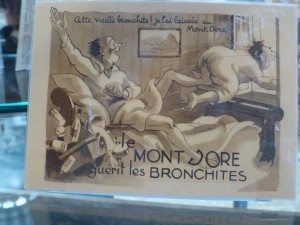 Cette vieille bronchite! je l'ai laissée au
Mont Dore.
:le
MONT DORE
guérit les BRONCHITES